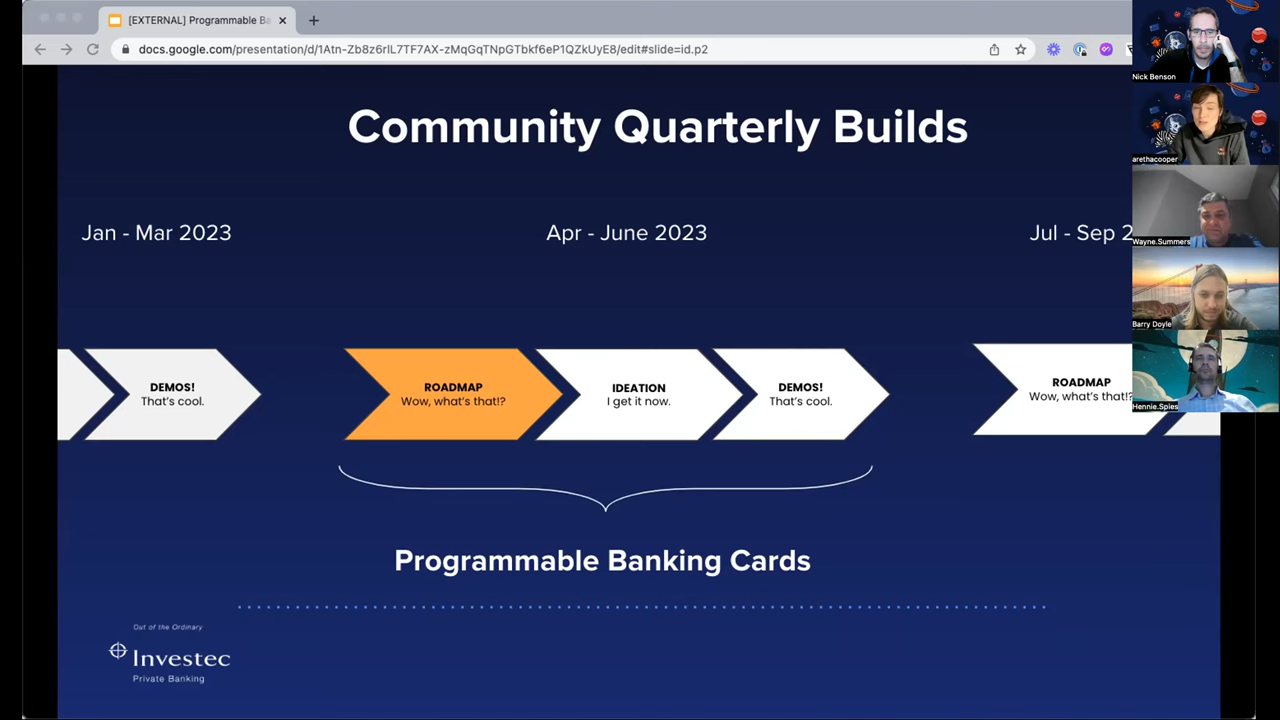 [EXTERNAL] Programmable Ba
docs.google.com/presentation/d/1Atn-Zb8z6rlL7TF7AX-zMqGqTNpGTbkf6eP1QZkUyE8/edit#slide=id.p2
Community Quarterly Builds
Jan - Mar 2023
Apr - June 2023
Jul - Sep 2
DEMOS!
That's cool.
ROADMAP
Wow, what's that!?
IDEATION
I get it now.
DEMOS!
That's cool.
ROADMAP
Wow, what's that!?
Programmable Banking Cards
Out of the Ordinary
Investec
Private Banking
Nick Benson
arethacooper
Wayne.Summers
Barry Doyle
Hennie.Spies